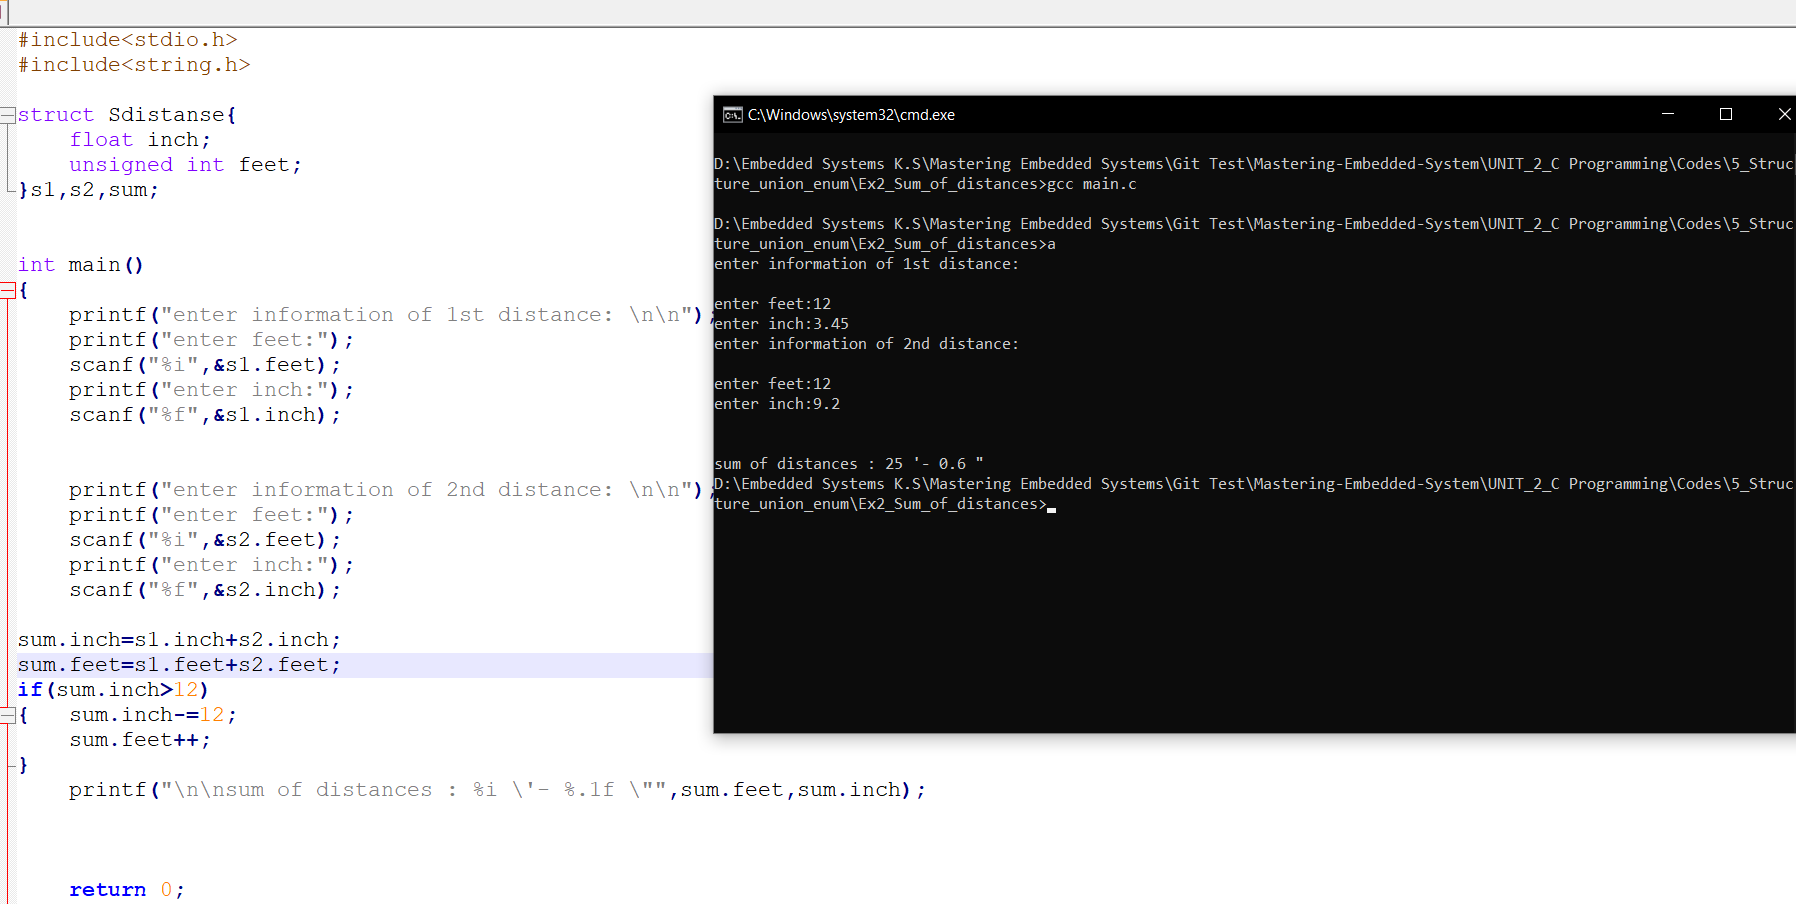 #include<stdio.h>
#include<string.h>
struct Sdistanse{
float inch;
unsigned int feet;
}s1,s2,sum;
int main()
{
printf("enter information of 1st distance: \n\n");
printf("enter feet:");
scanf("%i",&s1.feet);
printf("enter inch:");
scanf("%f",&s1.inch);
printf("enter information of 2nd distance: \n\n");
printf("enter feet:");
scanf("%i",&s2.feet);
printf("enter inch:");
scanf("%f",&s2.inch);
sum.inch=s1.inch+s2.inch;
sum.feet=s1.feet+s2.feet;
if(sum.inch>12)
{ sum.inch-=12;
sum.feet++;
}
printf("\n\nsum of distances : %i \'- %.1f \"",sum.feet,sum.inch);
return 0;
C:\Windows\system32\cmd.exe
D:\Embedded Systems K.S\Mastering Embedded Systems\Git Test\Mastering-Embedded-System\UNIT_2_C Programming\Codes\5_Struc
ture_union_enum\Ex2_Sum_of_distances>gcc main.c
D:\Embedded Systems K.S\Mastering Embedded Systems\Git Test\Mastering-Embedded-System\UNIT_2_C Programming\Codes\5_Struc
ture_union_enum\Ex2_Sum_of_distances>a
enter information of 1st distance:
enter feet:12
enter inch:3.45
enter information of 2nd distance:
enter feet:12
enter inch:9.2
sum of distances : 25 '- 0.6 "
D:\Embedded Systems K.S\Mastering Embedded Systems\Git Test\Mastering-Embedded-System\UNIT_2_C Programming\Codes\5_Struc
ture_union_enum\Ex2_Sum_of_distances>